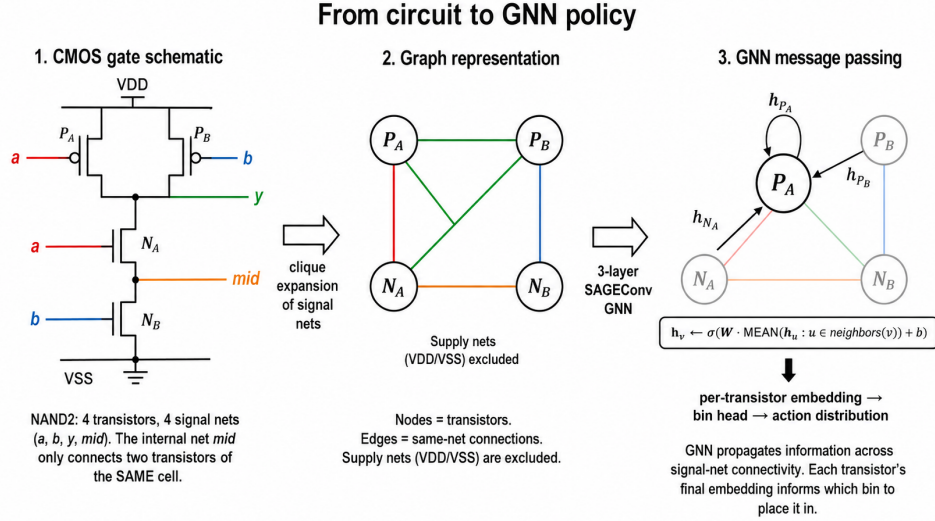 From circuit to GNN policy
1. CMOS gate schematic
VDD
P_A
P_B
a
b
y
a
N_A
mid
b
N_B
VSS
NAND2: 4 transistors, 4 signal nets
(a, b, y, mid). The internal net mid
only connects two transistors of
the SAME cell.
clique
expansion
of signal
nets
2. Graph representation
P_A
P_B
N_A
N_B
Supply nets
(VDD/VSS) excluded
Nodes = transistors.
Edges = same-net connections.
Supply nets (VDD/VSS) are excluded.
3-layer
SAGEConv
GNN
3. GNN message passing
h_{P_A}
P_B
P_A
h_{P_B}
h_{N_A}
N_A
N_B
h_v ← σ(W · MEAN(h_u : u ∈ neighbors(v)) + b)
per-transistor embedding →
bin head → action distribution
GNN propagates information across
signal-net connectivity. Each transistor's
final embedding informs which bin to
place it in.